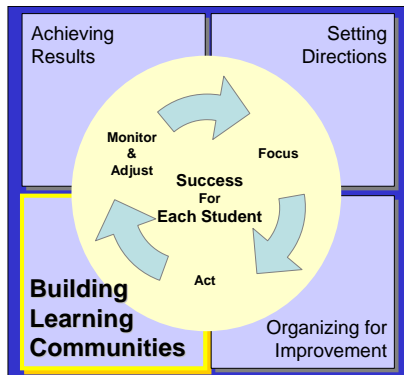 Achieving
Results
Setting
Directions
Monitor
&
Adjust
Focus
Success
For
Each Student
Act
Building
Learning
Communities
Organizing for
Improvement